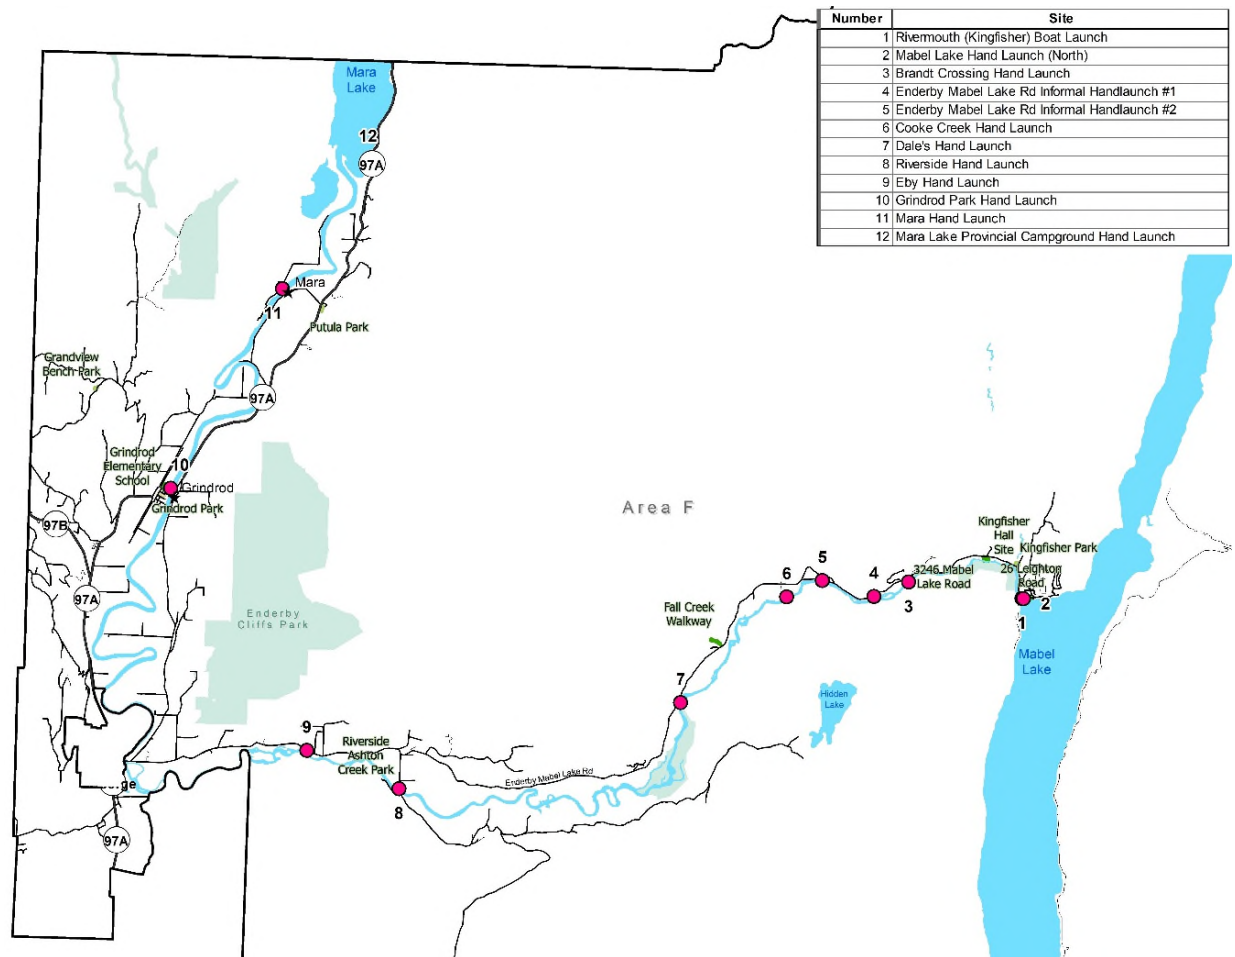 Number Site
1 Rivermouth (Kingfisher) Boat Launch
2 Mabel Lake Hand Launch (North)
3 Brandt Crossing Hand Launch
4 Enderby Mabel Lake Rd Informal Handlaunch #1
5 Enderby Mabel Lake Rd Informal Handlaunch #2
6 Cooke Creek Hand Launch
7 Dale's Hand Launch
8 Riverside Hand Launch
9 Eby Hand Launch
10 Grindrod Park Hand Launch
11 Mara Hand Launch
12 Mara Lake Provincial Campground Hand Launch
Mara
Lake
12
97A
Mara
11
Putula Park
Grandview
Bench Park
97A
Grindrod
Elementary
School
10
Grindrod
Grindrod Park
97B
Area F
97A
Enderby
Cliffs Park
Kingfisher
Hall
Site
Kingfisher Park
3246 Mabel
Lake Road
26 Leighton
Road
5
6
4
3
2
1
Fall Creek
Walkway
Mabel
Lake
7
Hidden
Lake
9
Riverside
Ashton
Creek Park
Enderby Mabel Lake Rd
8
ge
97A